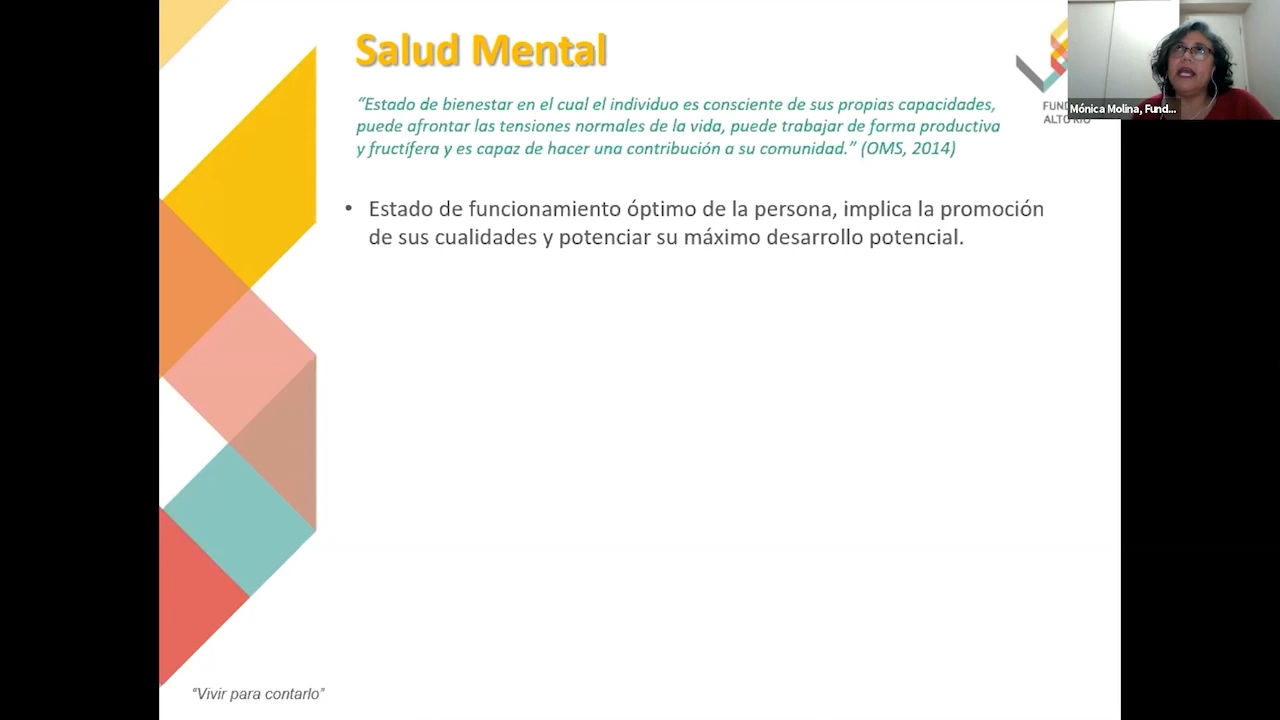 Salud Mental
“Estado de bienestar en el cual el individuo es consciente de sus propias capacidades,
puede afrontar las tensiones normales de la vida, puede trabajar de forma productiva
y fructífera y es capaz de hacer una contribución a su comunidad.” (OMS, 2014)
• Estado de funcionamiento óptimo de la persona, implica la promoción
de sus cualidades y potenciar su máximo desarrollo potencial.
Mónica Molina, Fund...
ALTO
“Vivir para contarlo”